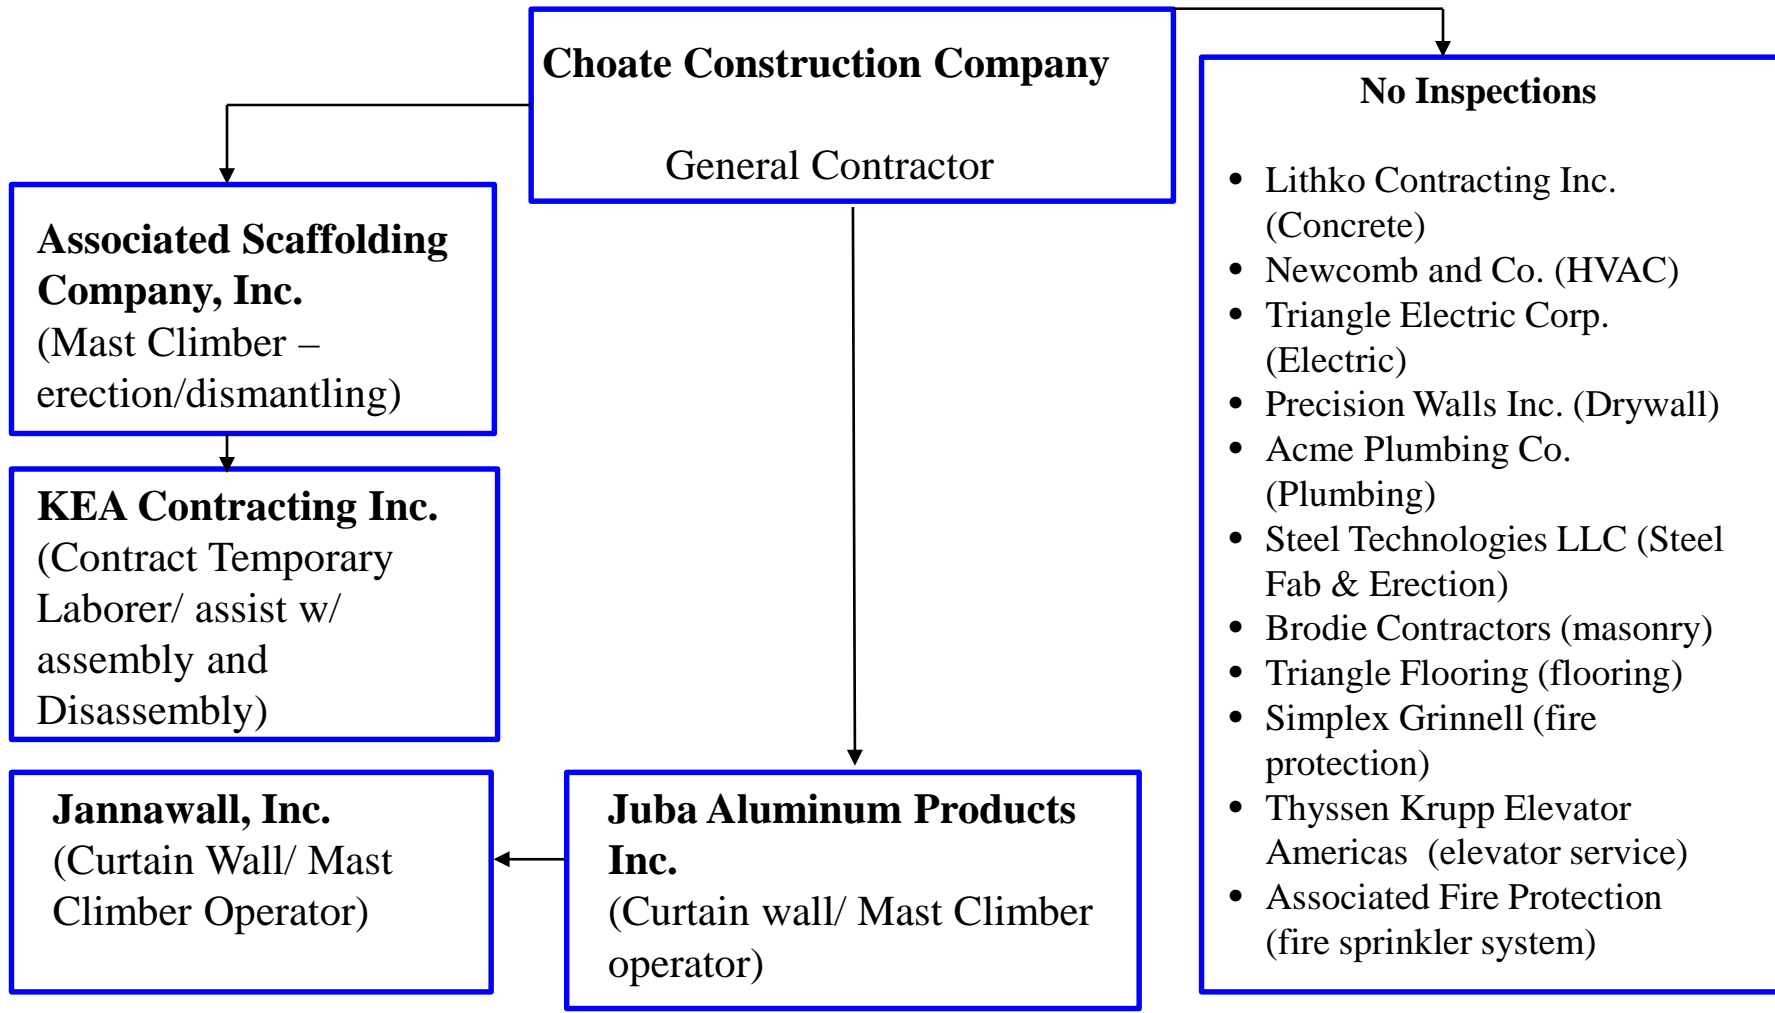 Choate Construction Company
General Contractor
Associated Scaffolding
Company, Inc.
(Mast Climber –
erection/dismantling)
KEA Contracting Inc.
(Contract Temporary
Laborer/ assist w/
assembly and
Disassembly)
Jannawall, Inc.
(Curtain Wall/ Mast
Climber Operator)
Juba Aluminum Products
Inc.
(Curtain wall/ Mast Climber
operator)
No Inspections
• Lithko Contracting Inc.
(Concrete)
• Newcomb and Co. (HVAC)
• Triangle Electric Corp.
(Electric)
• Precision Walls Inc. (Drywall)
• Acme Plumbing Co.
(Plumbing)
• Steel Technologies LLC (Steel
Fab & Erection)
• Brodie Contractors (masonry)
• Triangle Flooring (flooring)
• Simplex Grinnell (fire
protection)
• Thyssen Krupp Elevator
Americas (elevator service)
• Associated Fire Protection
(fire sprinkler system)